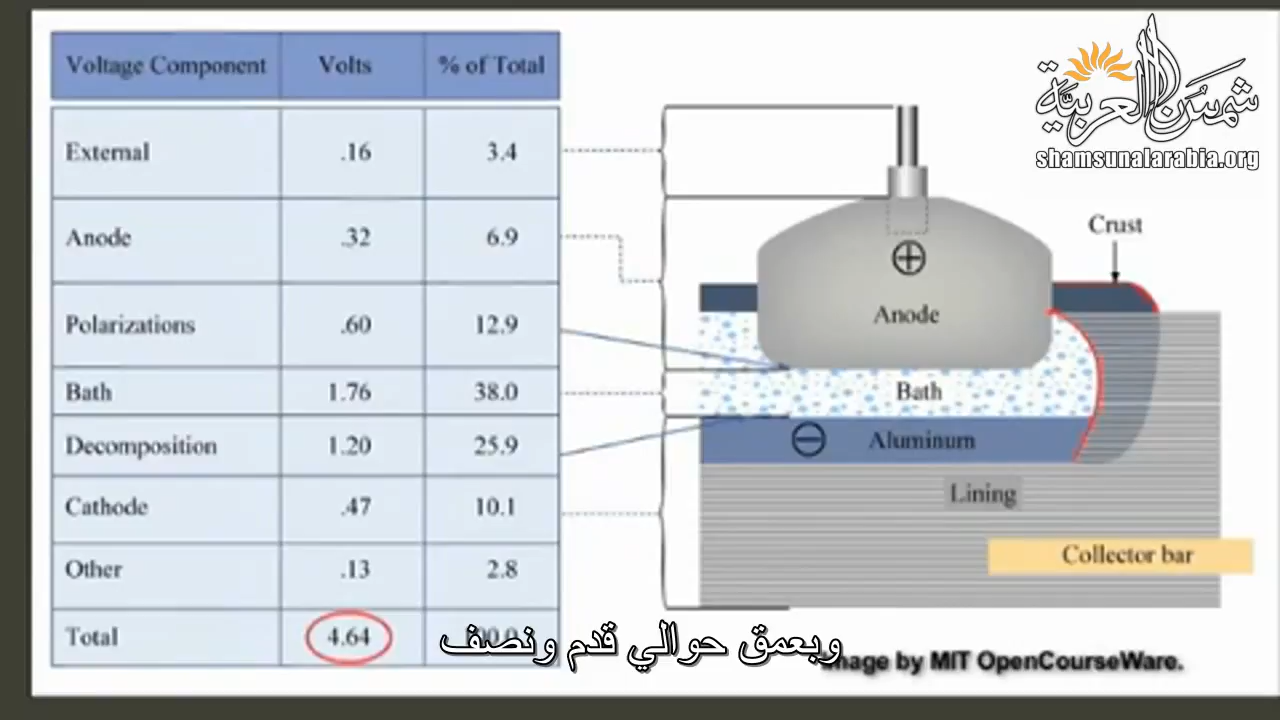 Voltage Component Volts % of Total
External .16 3.4
Anode .32 6.9
Polarizations .60 12.9
Bath 1.76 38.0
Decomposition 1.20 25.9
Cathode .47 10.1
Other .13 2.8
Total 4.64
شمس العربية
shamsunalarabia.org
Crust
Anode
Bath
Aluminum
Lining
Collector bar
وبعمق حوالي قدم ونصف
Image by MIT OpenCourseWare.